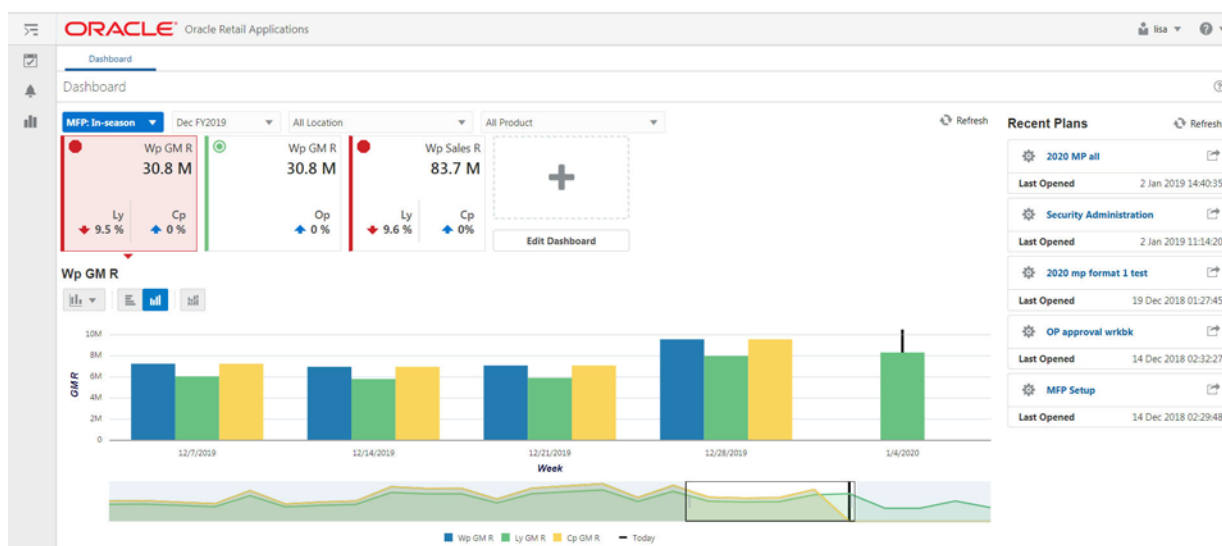 ORACLE® Oracle Retail Applications
lisa
Dashboard
Dashboard
MFP: In-season
Dec FY2019
All Location
All Product
Refresh
Wp GM R
30.8 M
Ly
9.5 %
Cp
0 %
Wp GM R
30.8 M
Op
0 %
Wp Sales R
83.7 M
Ly
9.6 %
Cp
0%
Edit Dashboard
Wp GM R
GM R
10M
8M
6M
4M
2M
0
12/7/2019
12/14/2019
12/21/2019
12/28/2019
1/4/2020
Week
Wp GM R
Ly GM R
Cp GM R
Today
Recent Plans
Refresh
2020 MP all
Last Opened 2 Jan 2019 14:40:35
Security Administration
Last Opened 2 Jan 2019 11:14:20
2020 mp format 1 test
Last Opened 19 Dec 2018 01:27:45
OP approval wrkbk
Last Opened 14 Dec 2018 02:32:27
MFP Setup
Last Opened 14 Dec 2018 02:29:48